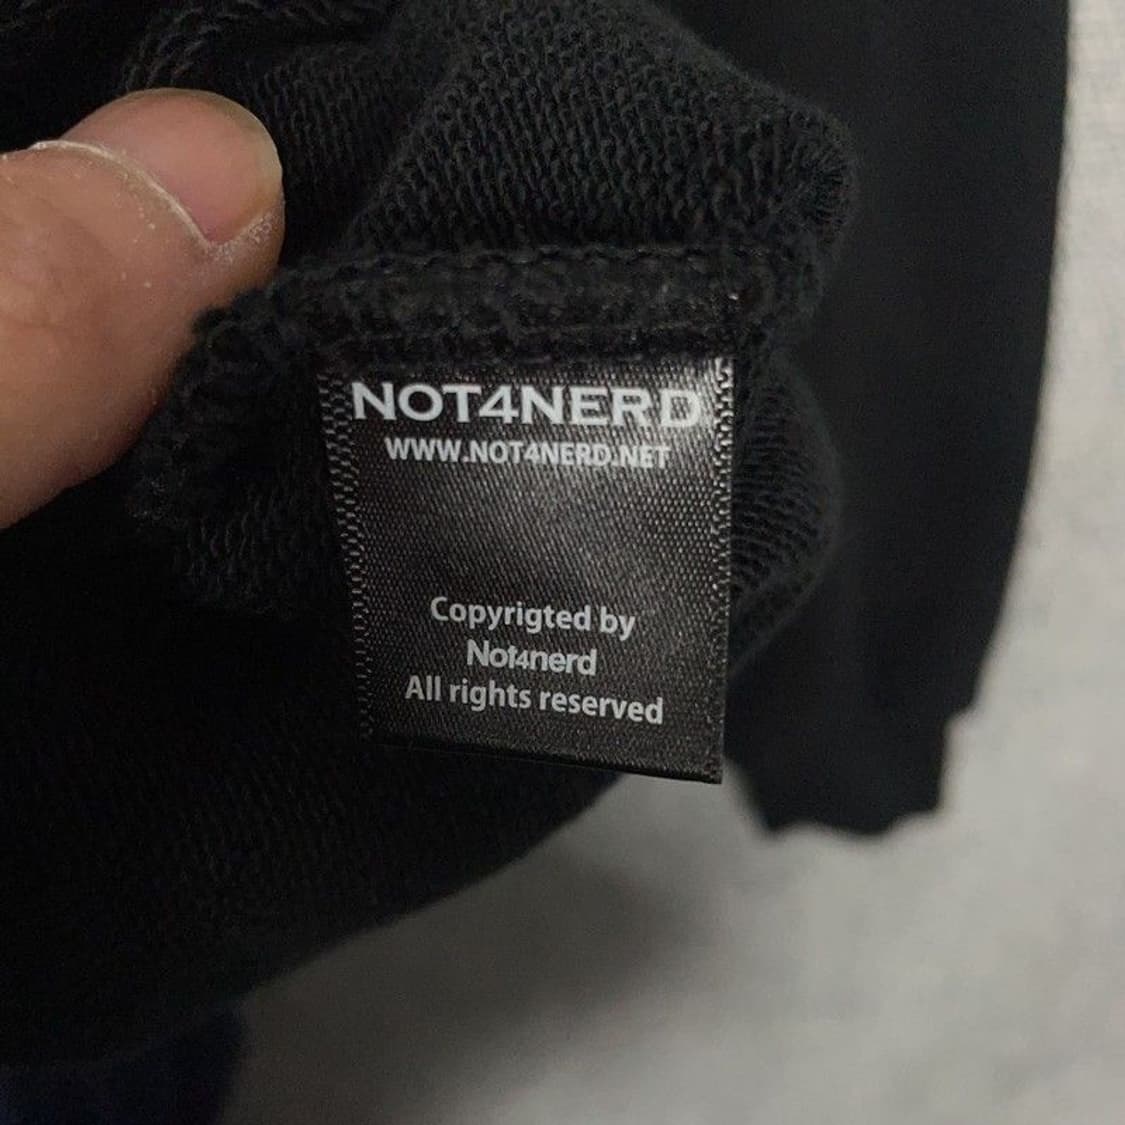 NOT4NERD
WWW.NOT4NERD.NET
Copyrigted by
Not4nerd
All rights reserved